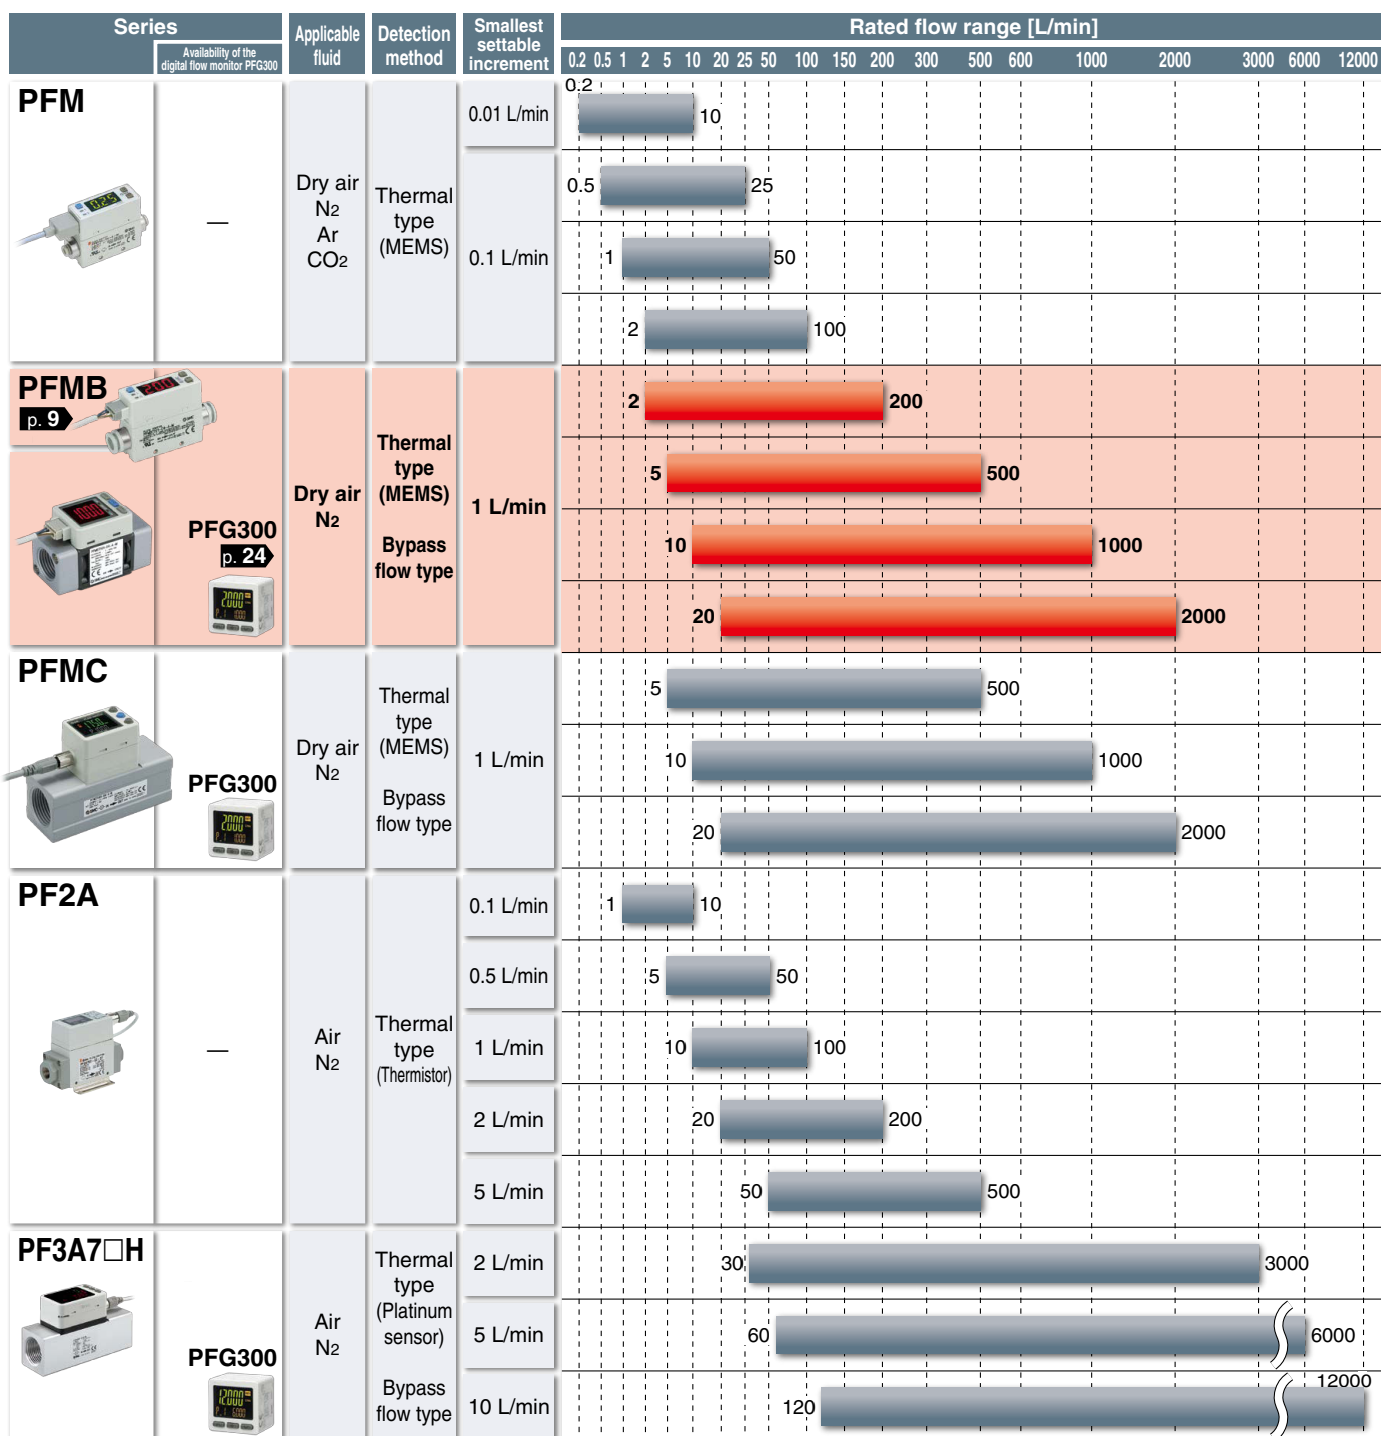 Series
Availability of the
digital flow monitor PFG300
Applicable
fluid
Detection
method
Smallest
settable
increment
Rated flow range [L/min]
0.2 0.5 1 2 5 10 20 25 50 100 150 200 300 500 600 1000 2000 3000 6000 12000
PFM
—
Dry air
N2
Ar
CO2
Thermal
type
(MEMS)
0.01 L/min
0.2
10
0.1 L/min
0.5
25
1
50
2
100
PFMB
p. 9
PFG300
p. 24
Dry air
N2
Thermal
type
(MEMS)
Bypass
flow type
1 L/min
2
200
5
500
10
1000
20
2000
PFMC
PFG300
Dry air
N2
Thermal
type
(MEMS)
Bypass
flow type
1 L/min
5
500
10
1000
20
2000
PF2A
—
Air
N2
Thermal
type
(Thermistor)
0.1 L/min
1
10
0.5 L/min
5
50
1 L/min
10
100
2 L/min
20
200
5 L/min
50
500
PF3A7□H
PFG300
Air
N2
Thermal
type
(Platinum
sensor)
Bypass
flow type
2 L/min
30
3000
5 L/min
60
6000
10 L/min
120
12000